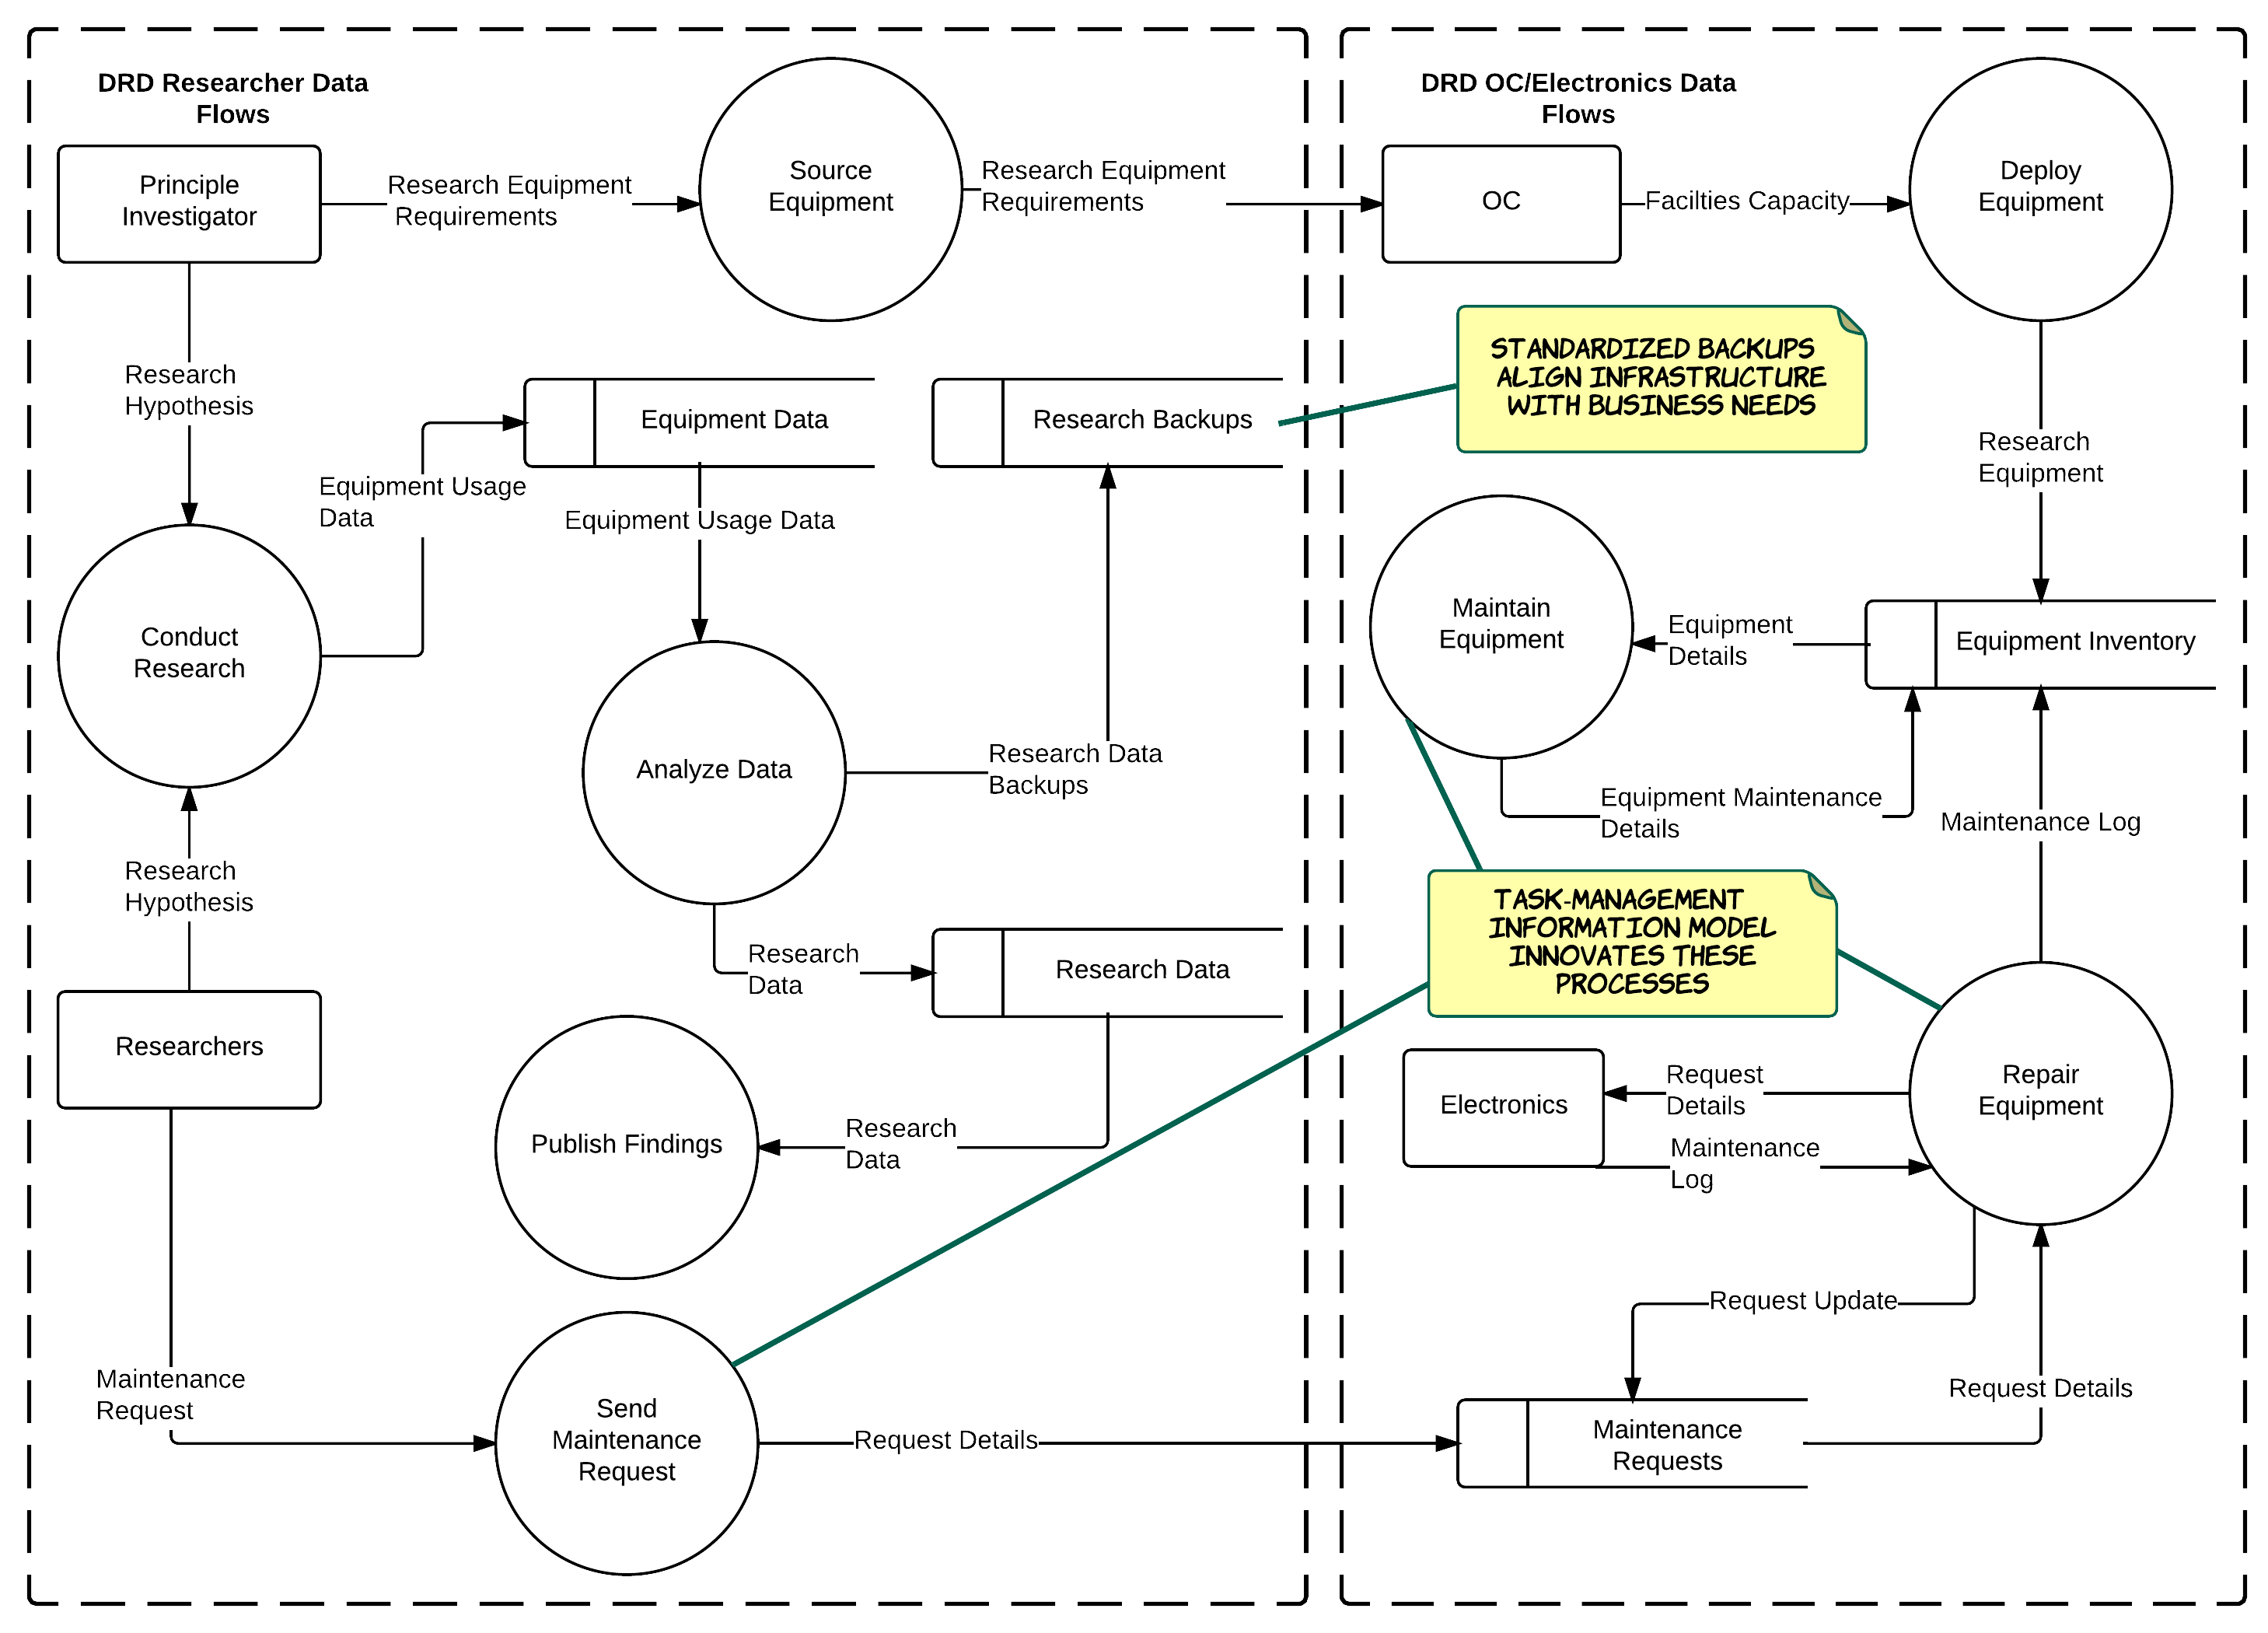 DRD Researcher Data
Flows
Principle
Investigator
Research Equipment
Requirements
Source
Equipment
Research Equipment
Requirements
Research
Hypothesis
Equipment Data
Research Backups
Equipment Usage
Data
Equipment Usage Data
Conduct
Research
Analyze Data
Research Data
Backups
Research
Hypothesis
Research
Data
Research Data
Researchers
Publish Findings
Research
Data
Maintenance
Request
Send
Maintenance
Request
Request Details
DRD OC/Electronics Data
Flows
OC
Facilties Capacity
Deploy
Equipment
STANDARDIZED BACKUPS
ALIGN INFRASTRUCTURE
WITH BUSINESS NEEDS
Research
Equipment
Maintain
Equipment
Equipment
Details
Equipment Inventory
Equipment Maintenance
Details
Maintenance Log
TASK-MANAGEMENT
INFORMATION MODEL
INNOVATES THESE
PROCESSES
Electronics
Request
Details
Repair
Equipment
Maintenance
Log
Request Update
Request Details
Maintenance
Requests